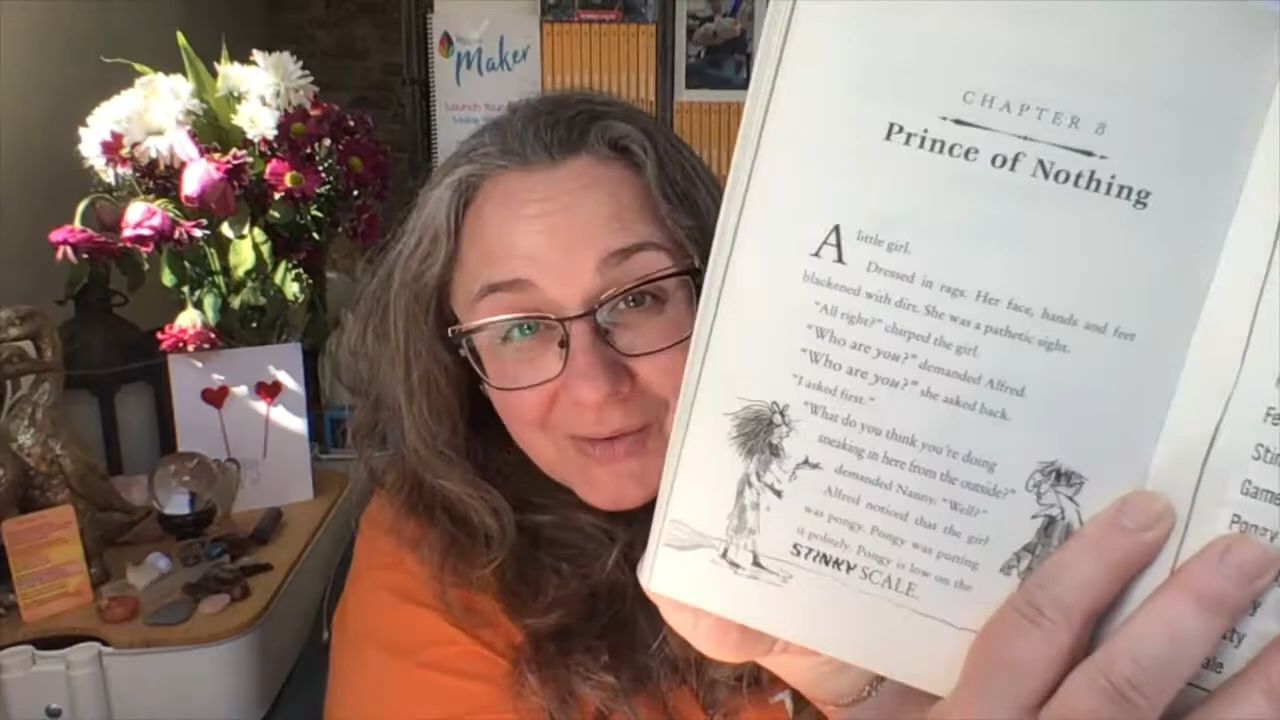 Maker
Launch Your
CHAPTER 8
Prince of Nothing
A little girl.
Dressed in rags. Her face, hands and feet
blackened with dirt. She was a pathetic sight.
"All right?" chirped the girl.
"Who are you?" demanded Alfred.
"Who are you?" she asked back.
"I asked first."
"What do you think you're doing
sneaking in here from the outside?"
demanded Nanny. "Well?"
Alfred noticed that the girl
was pongy. Pongy was putting
it politely. Pongy is low on the
STINKY SCALE.
Fe
Stin
Game
Pongy
ty
ale